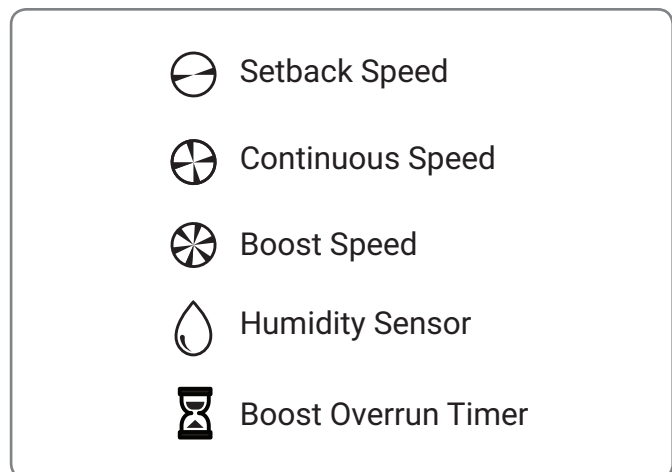 Setback Speed
Continuous Speed
Boost Speed
Humidity Sensor
Boost Overrun Timer